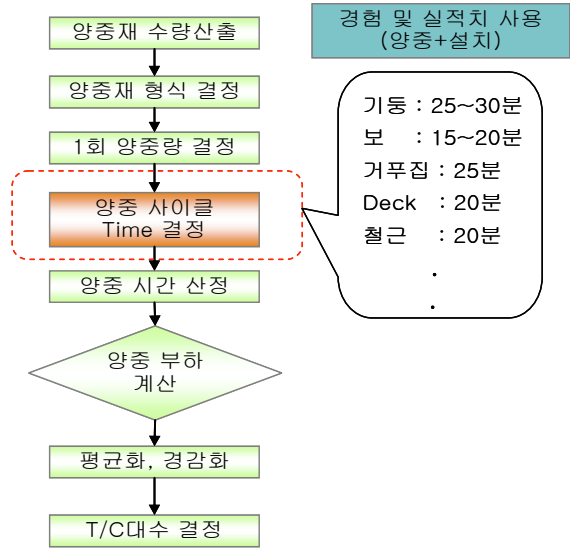 양중재 수량산출
양중재 형식 결정
1회 양중량 결정
양중 사이클
Time 결정
양중 시간 산정
양중 부하
계산
평균화, 경감화
T/C대수 결정
경험 및 실적치 사용
(양중+설치)
기둥 : 25~30분
보 : 15~20분
거푸집 : 25분
Deck : 20분
철근 : 20분
.
.